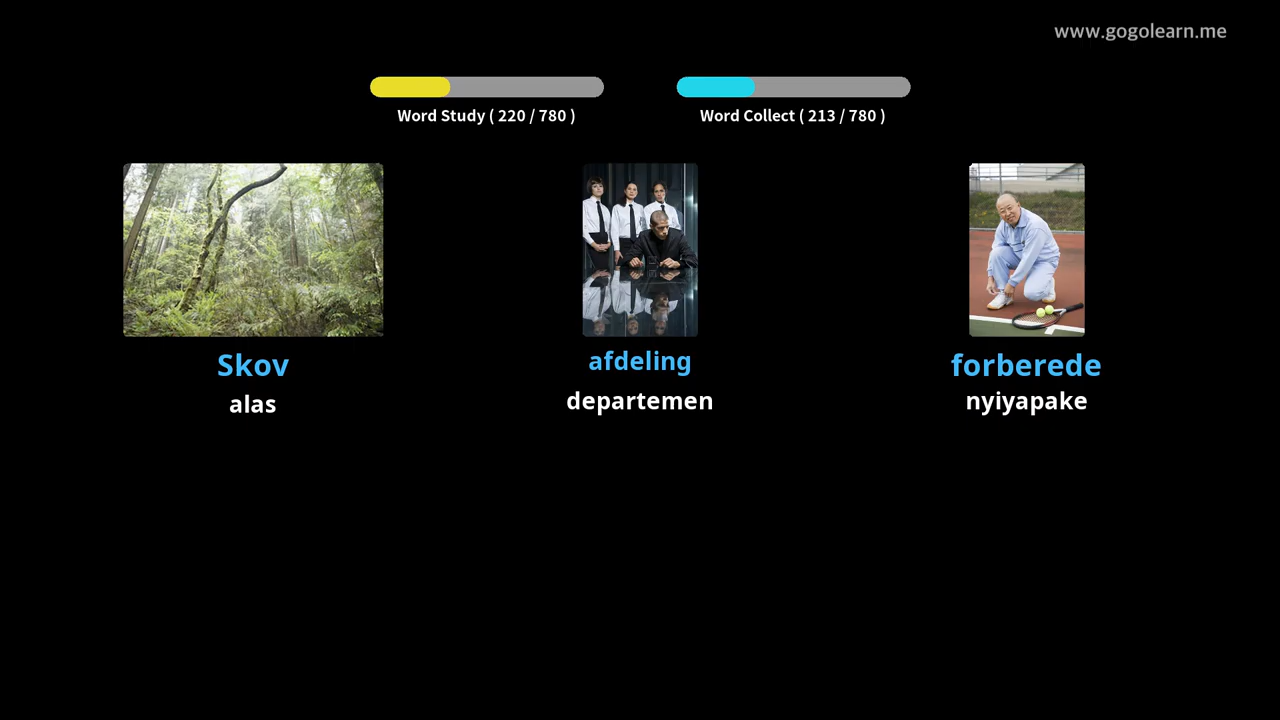 www.gogolearn.me
Word Study ( 220 / 780 )
Word Collect ( 213 / 780 )
Skov
alas
afdeling
departemen
forberede
nyiyapake